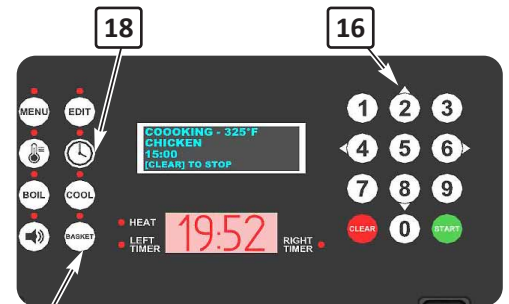 18
16
MENU EDIT
BOIL COOL
BASKET
COOOKING - 325°F
CHICKEN
15:00
[CLEAR] TO STOP
HEAT
LEFT
TIMER
19:52
RIGHT
TIMER
1 2 3
4 5 6
7 8 9
CLEAR 0 START